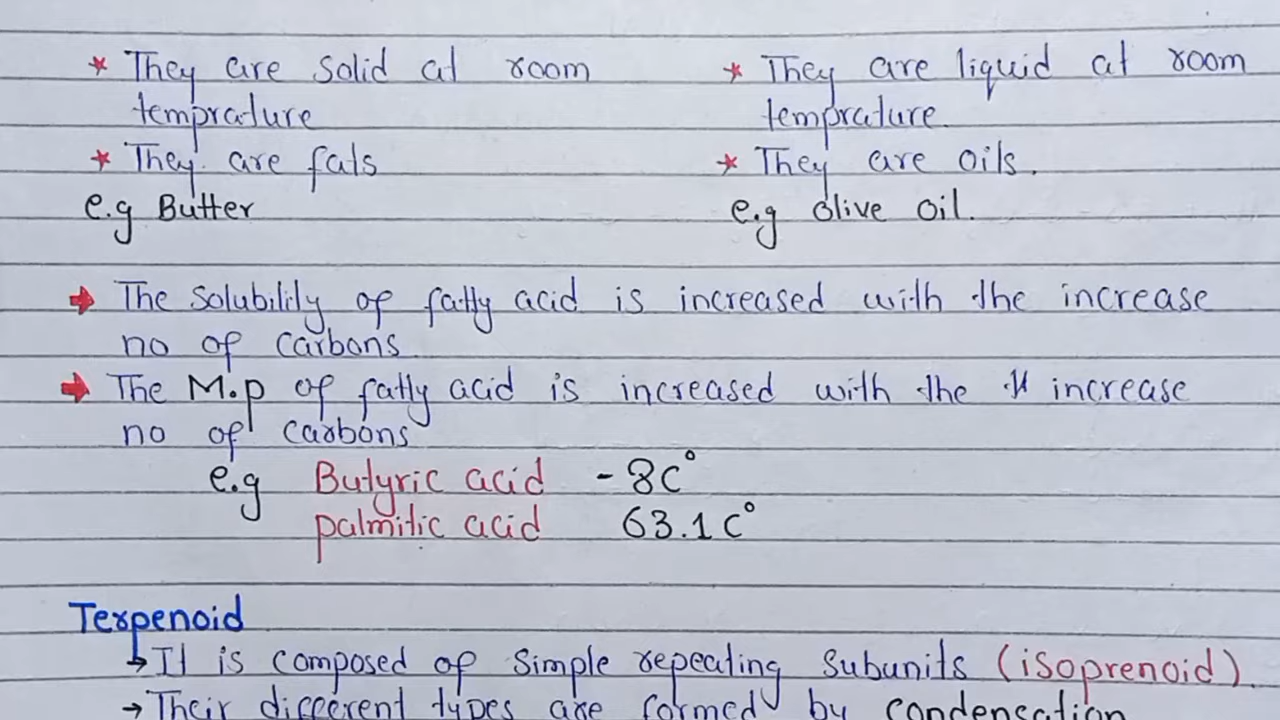 * They are solid at room
temprature
* They are fats
e.g Butter
* They are liquid at room
temprature.
* They are oils.
e.g Olive oil.
→ The solubility of fatty acid is increased with the increase
no of carbons.
→ The M.p of fatty acid is increased with the increase
no of carbons
e.g Butyric acid -8C°
palmitic acid 63.1C°
Terpenoid
→ It is composed of simple repeating subunits (isoprenoid).
→ Their different types are formed by condensation